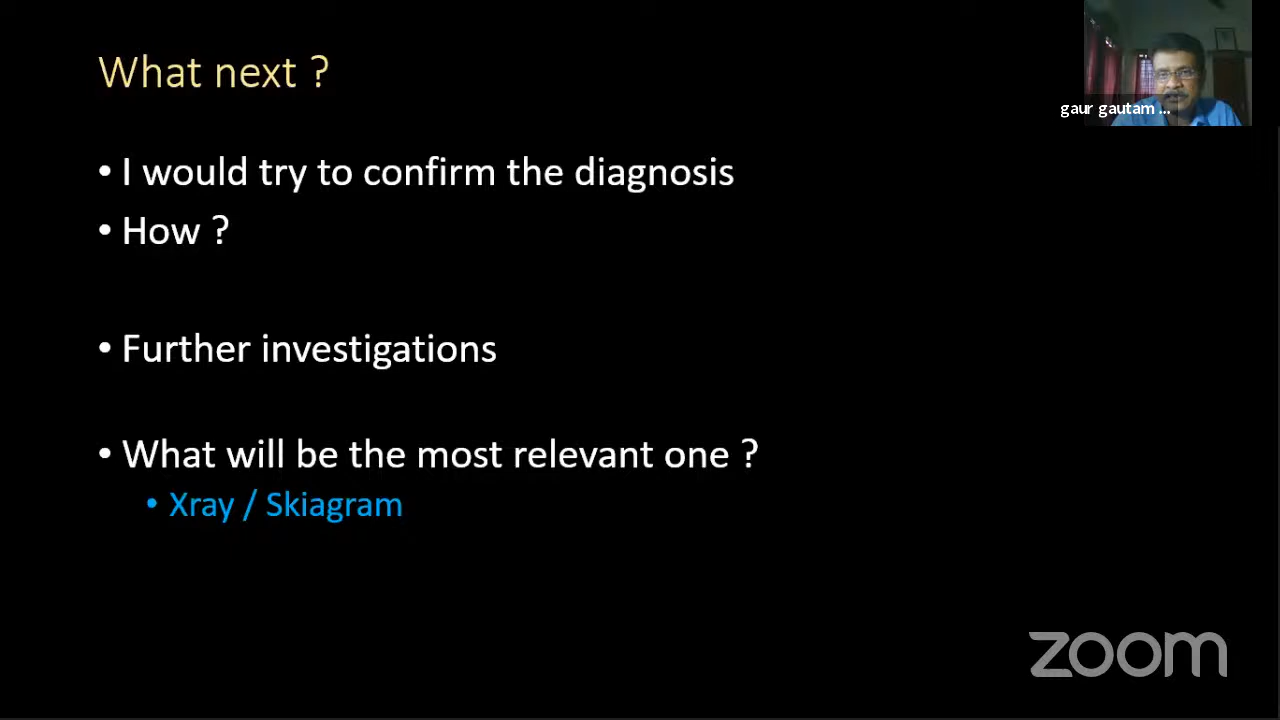 What next ?
gaur gautam ...
• I would try to confirm the diagnosis
• How ?
• Further investigations
• What will be the most relevant one ?
• Xray / Skiagram
zoom